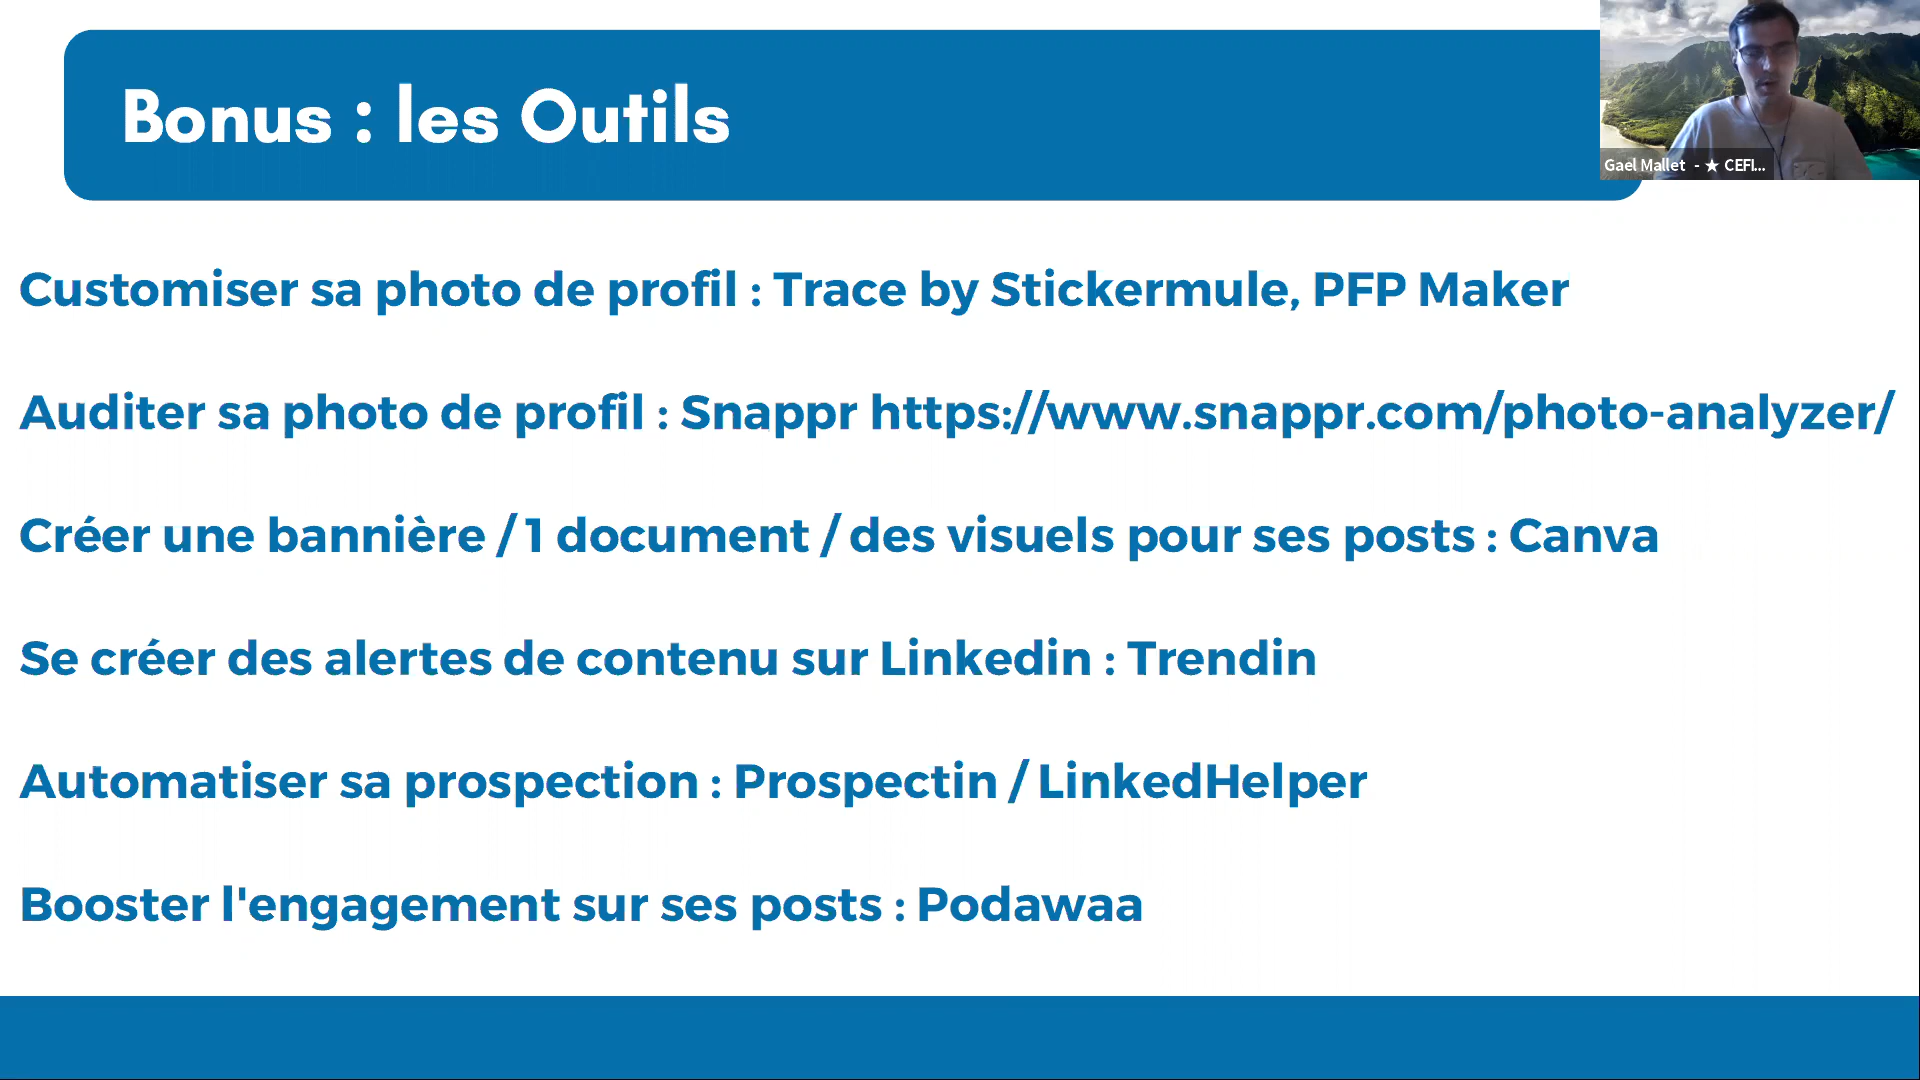 Bonus : les Outils
Gael Mallet - ★ CEFI...
Customiser sa photo de profil : Trace by Stickermule, PFP Maker
Auditer sa photo de profil : Snappr https://www.snappr.com/photo-analyzer/
Créer une bannière / 1 document / des visuels pour ses posts : Canva
Se créer des alertes de contenu sur Linkedin : Trendin
Automatiser sa prospection : Prospectin / LinkedHelper
Booster l'engagement sur ses posts : Podawaa